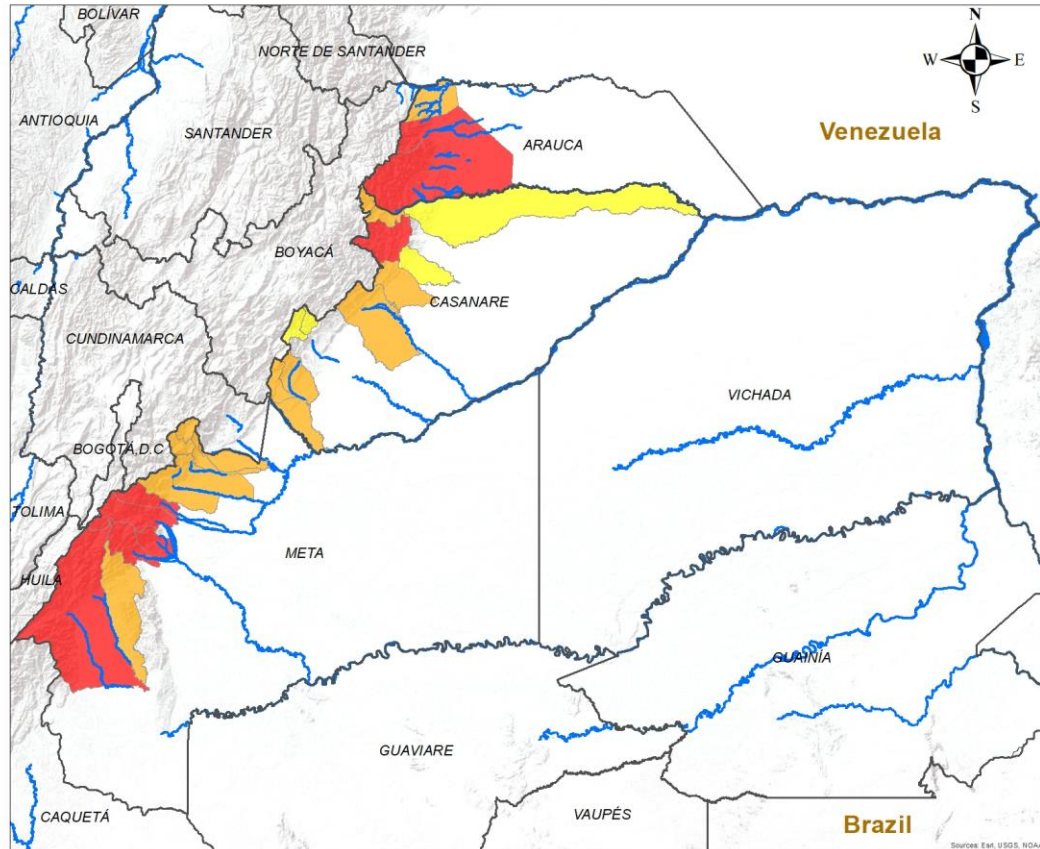 BOLÍVAR
N
NORTE DE SANTANDER
W
E
S
ANTIOQUIA
SANTANDER
Venezuela
ARAUCA
BOYACÁ
CALDAS
CASANARE
CUNDINAMARCA
VICHADA
BOGOTÁ,D.C
TOLIMA
META
HUILA
GUAINÍA
GUAVIARE
CAQUETÁ
VAUPÉS
Brazil
Sources: Esri, USGS, NOAA